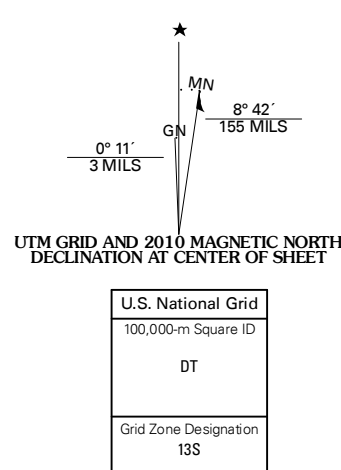 ★
MN
8° 42´
155 MILS
GN
0° 11´
3 MILS
UTM GRID AND 2010 MAGNETIC NORTH
DECLINATION AT CENTER OF SHEET
U.S. National Grid
100,000-m Square ID
DT
Grid Zone Designation
13S